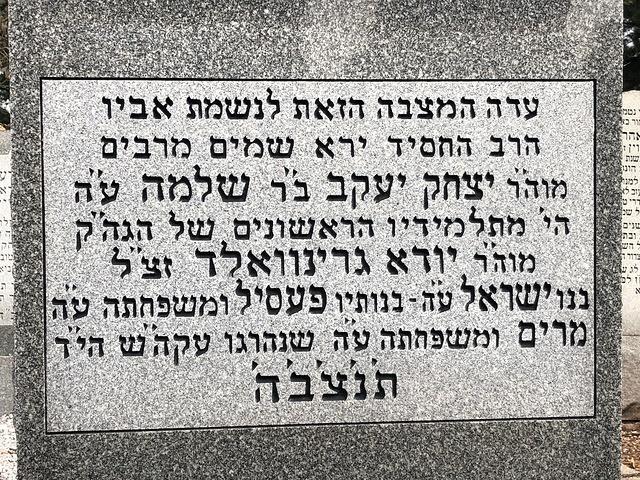 עדה המצבה הזאת לנשמת אביו
הרב החסיד ירא שמים מרבים
מוה״ר יצחק יעקב ב״ר שלמה ע״ה
הי׳ מתלמידיו הראשונים של הגה״ק
מוה״ר יודא גרינוואלד זצ״ל
בנו ישראל ע״ה - בנותיו פעסיל ומשפחתה ע״ה
מרים ומשפחתה ע״ה שנהרגו עקה״ש הי״ד
ת׳נ׳צ׳ב׳ה׳